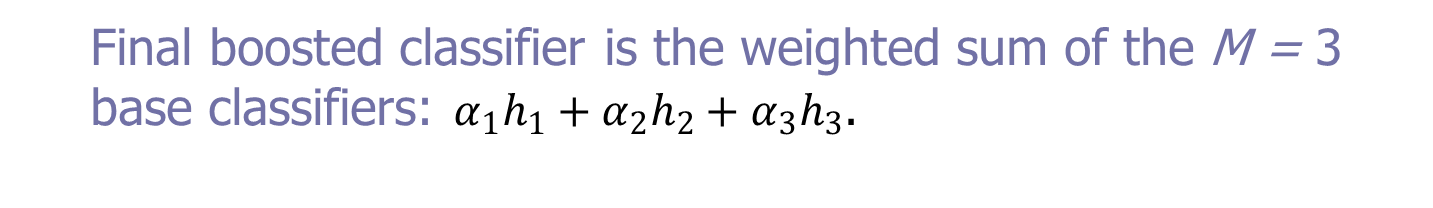 Final boosted classifier is the weighted sum of the M = 3
base classifiers: α₁h₁ + α₂h₂ + α₃h₃.